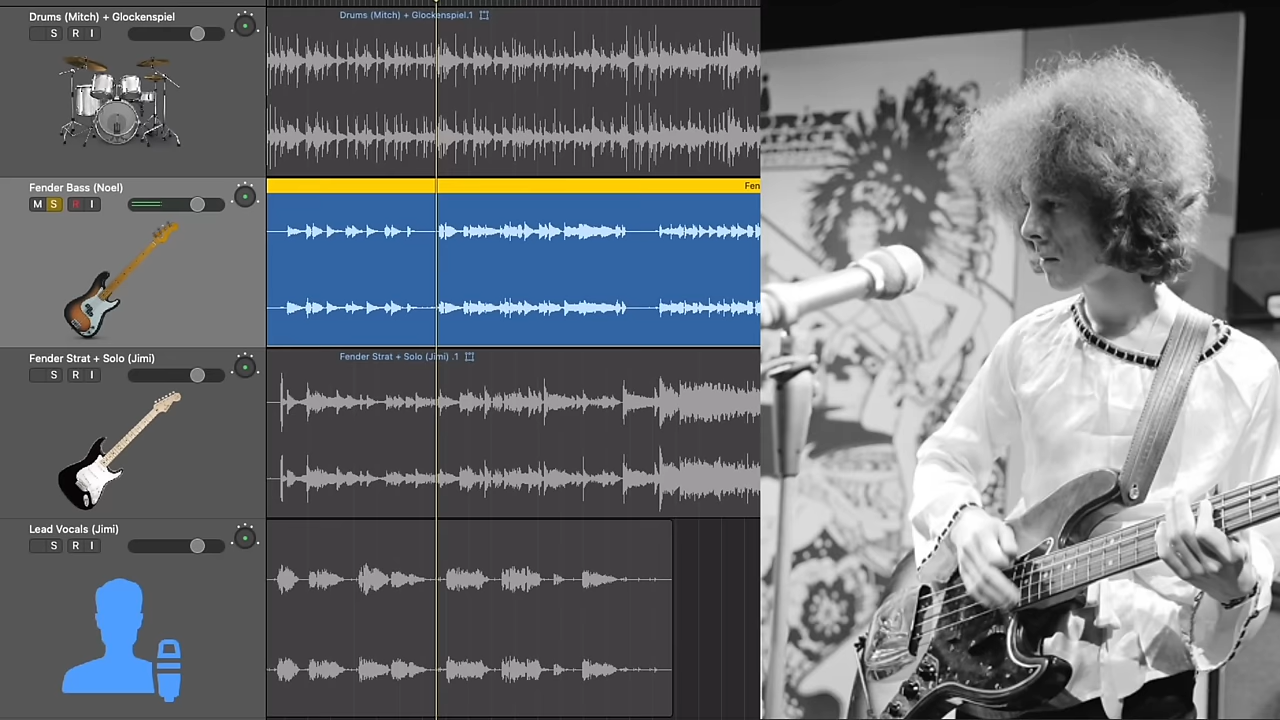 Drums (Mitch) + Glockenspiel
S R I
Drums (Mitch) + Glockenspiel.1
Fender Bass (Noel)
M S R I
Fen
Fender Strat + Solo (Jimi)
S R I
Fender Strat + Solo (Jimi) .1
Lead Vocals (Jimi)
S R I